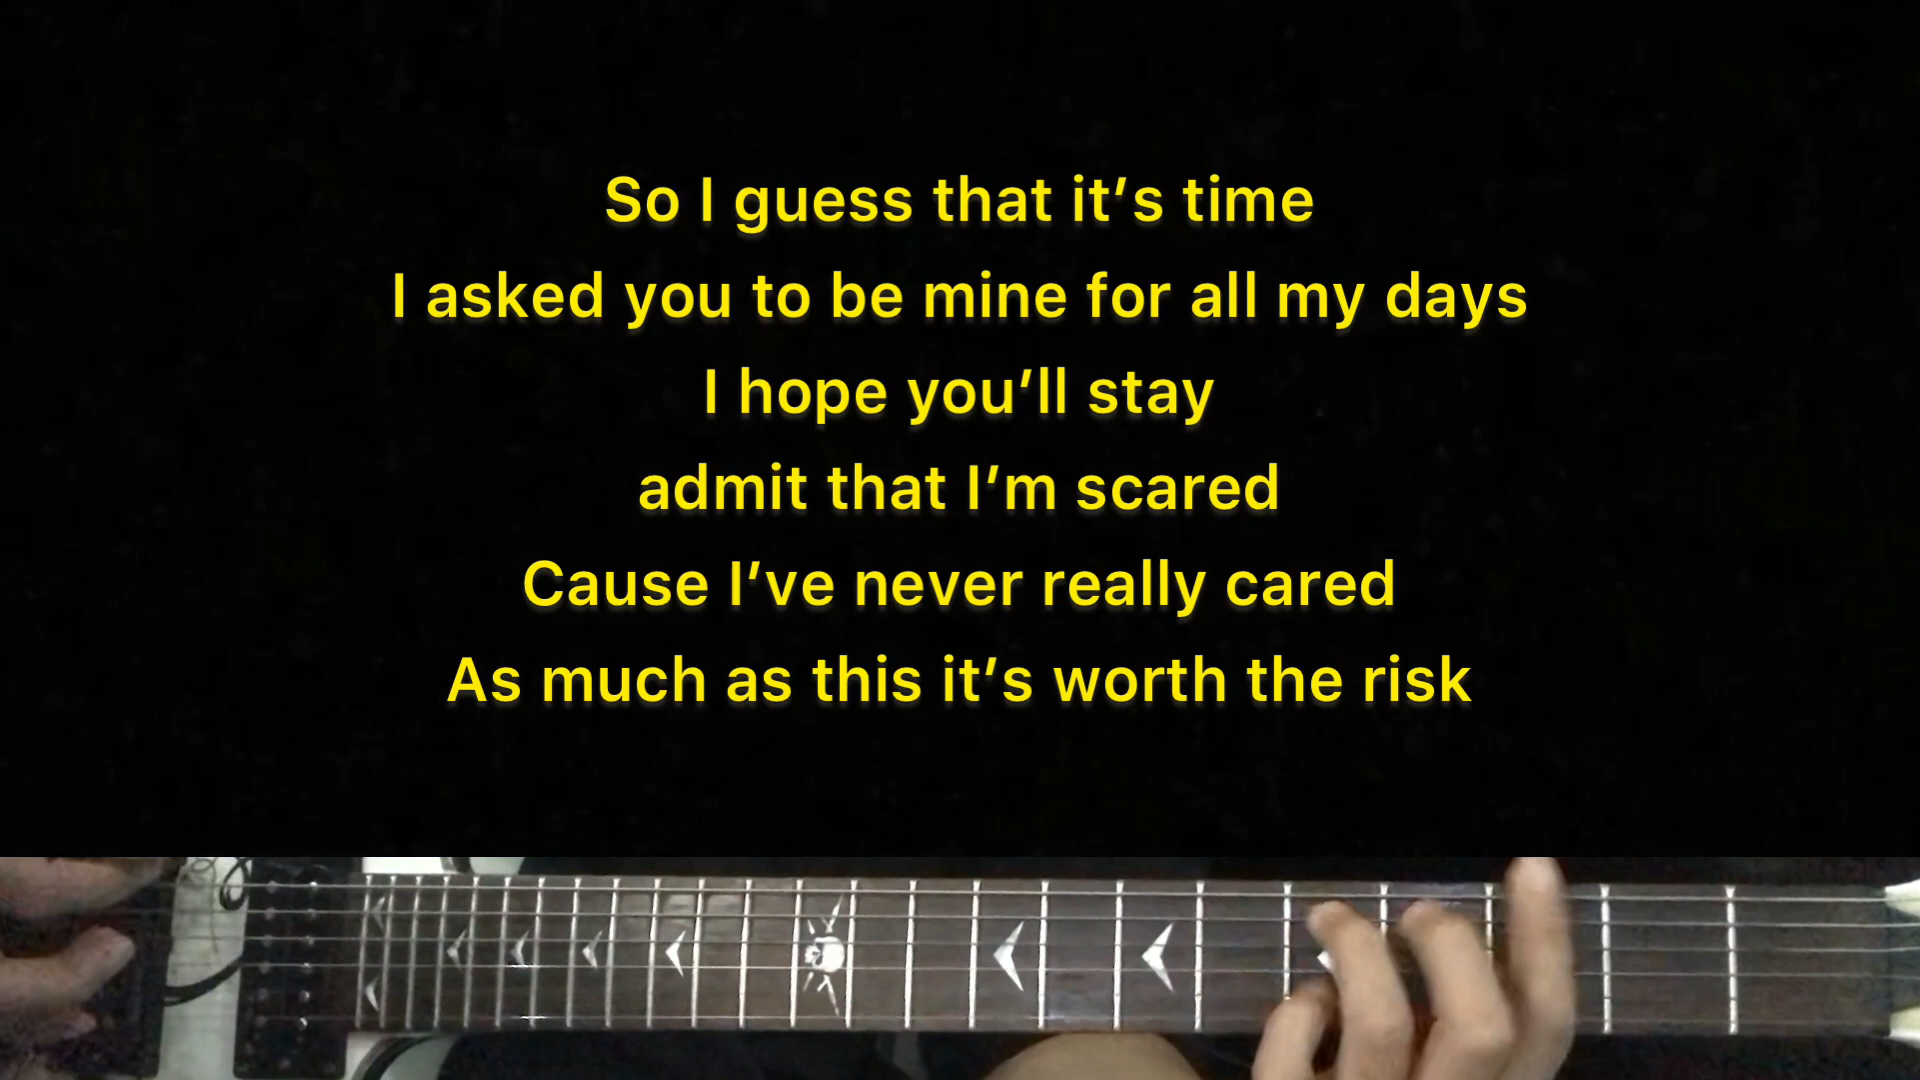 So I guess that it’s time
I asked you to be mine for all my days
I hope you’ll stay
admit that I’m scared
Cause I’ve never really cared
As much as this it’s worth the risk